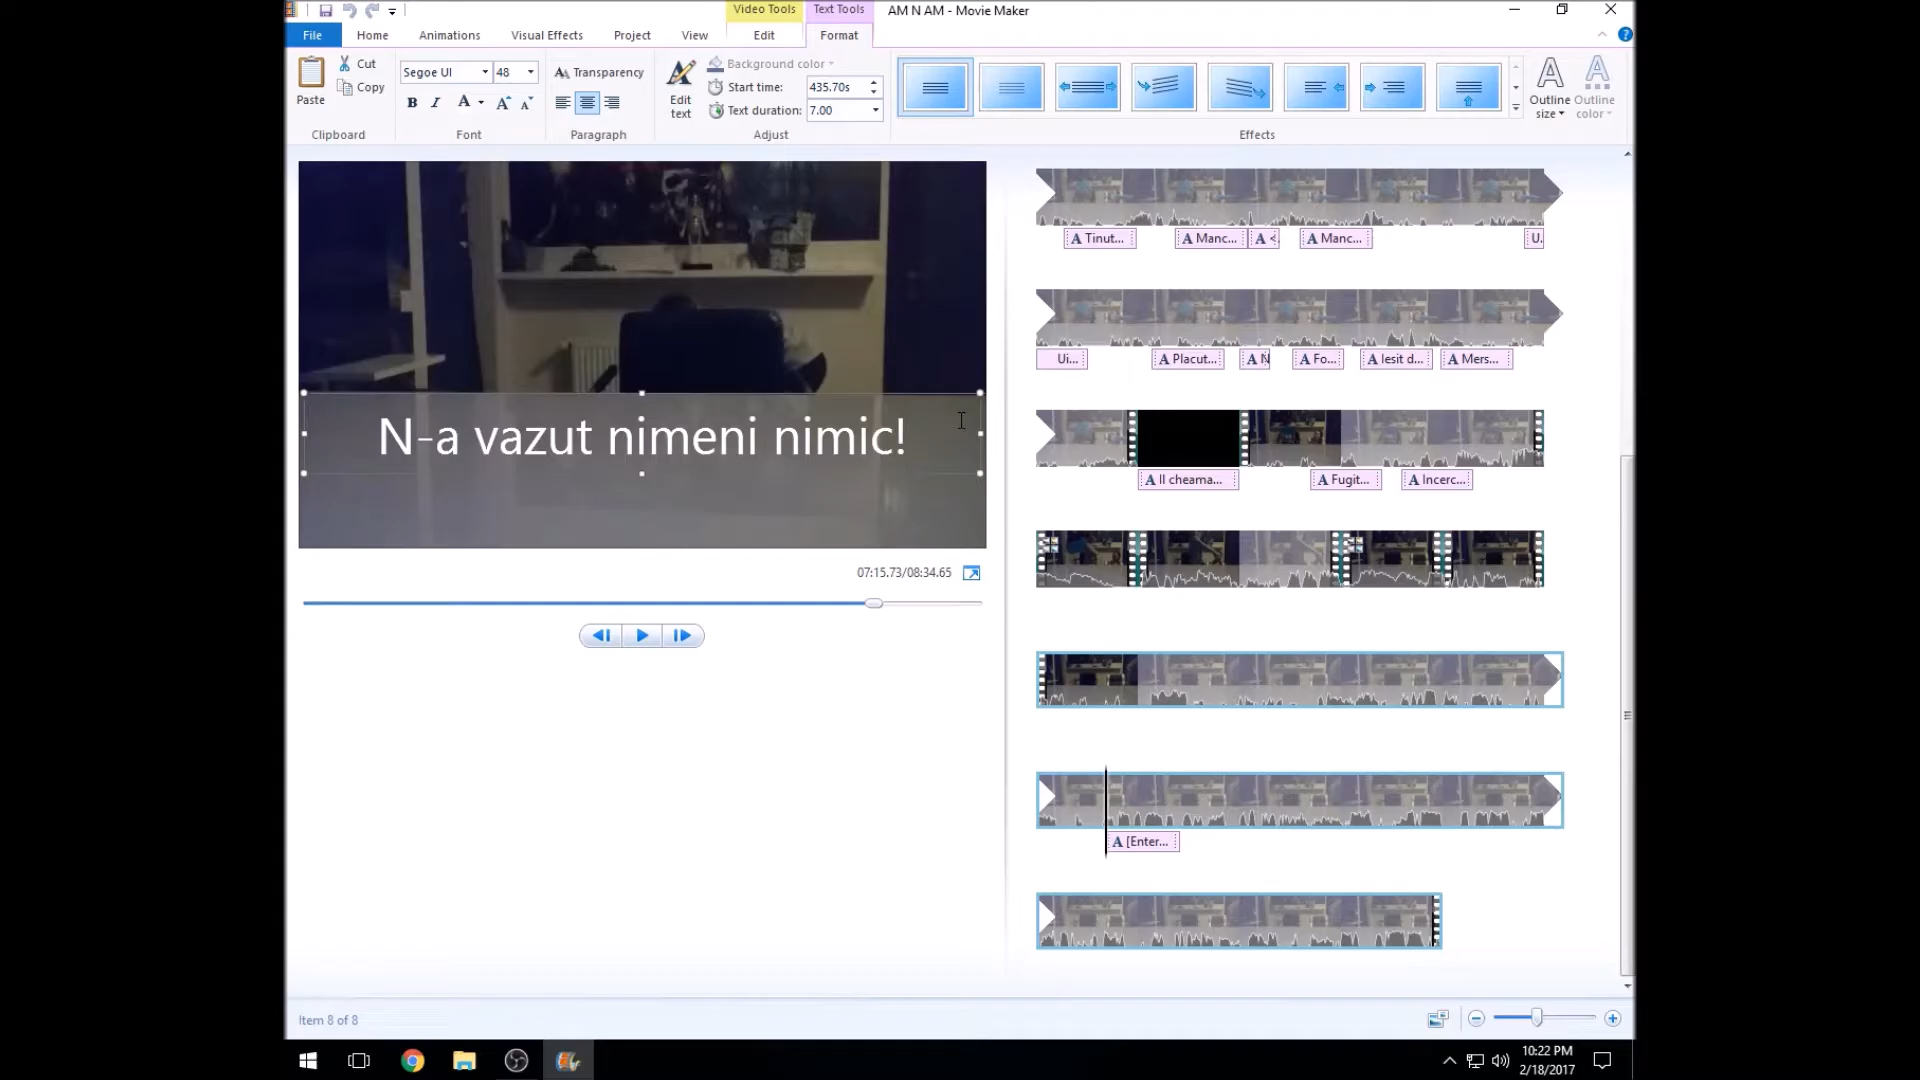 Video Tools
Text Tools
AM N AM - Movie Maker
File
Home
Animations
Visual Effects
Project
View
Edit
Format
Paste
Cut
Copy
Clipboard
Segoe UI
48
B I A A A
Font
Transparency
Paragraph
Edit text
Background color
Start time: 435.70s
Text duration: 7.00
Adjust
Effects
Outline size
Outline color
N-a vazut nimeni nimic!
07:15.73/08:34.65
A Tinut...
A Manc...
A <
A Manc...
U.
Ui...
A Placut...
A N
A Fo...
A Iesit d...
A Mers...
A Il cheama...
A Fugit...
A Incerc...
A [Enter...
Item 8 of 8
10:22 PM
2/18/2017